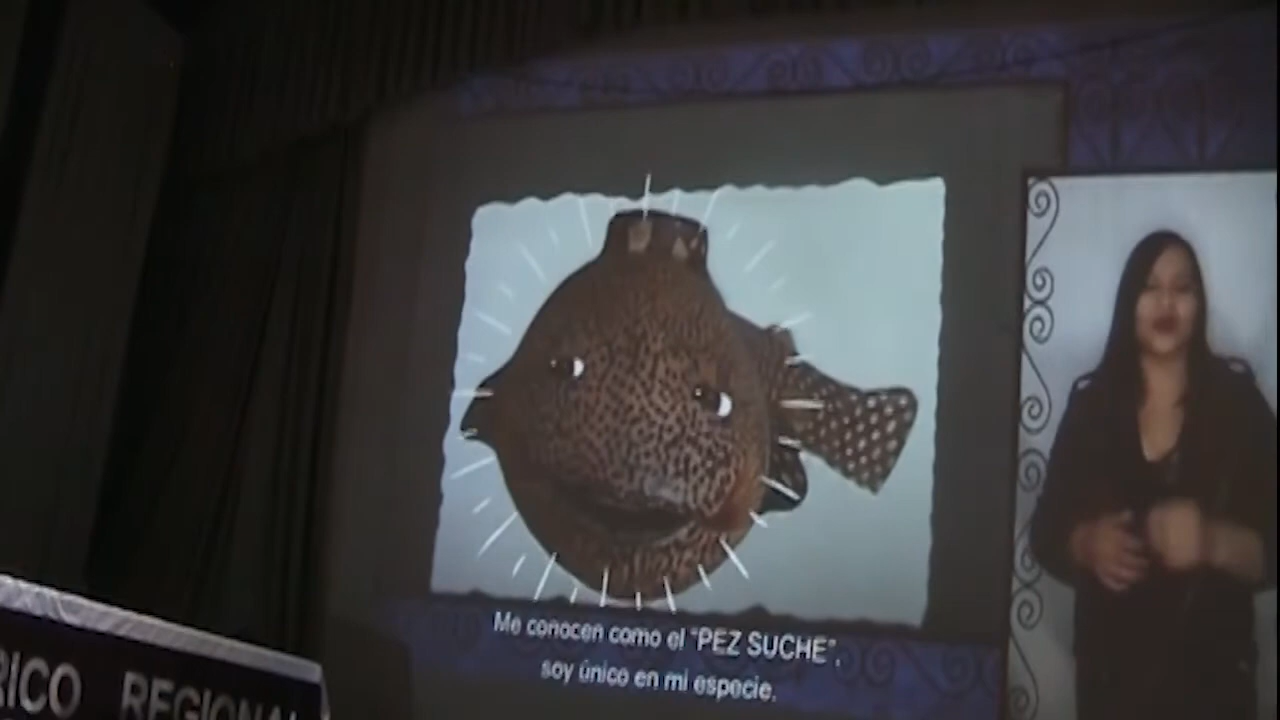 Me conocen como el "PEZ SUCHE",
soy único en mi especie.
RICO REGIONAL